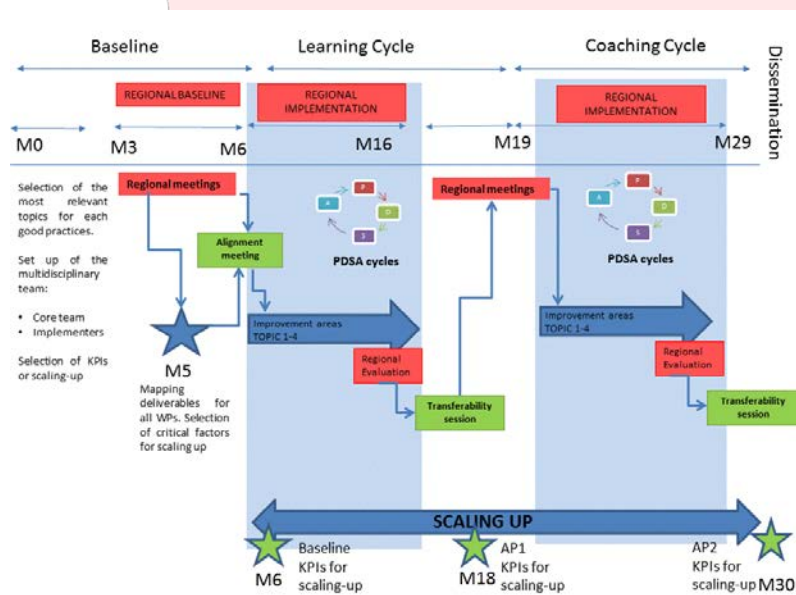 Baseline
Learning Cycle
Coaching Cycle
Dissemination
REGIONAL BASELINE
REGIONAL
IMPLEMENTATION
REGIONAL
IMPLEMENTATION
M0
M3
M6
M16
M19
M29
Selection of the
most relevant
topics for each
good practices.
Set up of the
multidisciplinary
team:
• Core team
• Implementers
Selection of KPIs
or scaling-up
Regional meetings
Alignment
meeting
M5
Mapping
deliverables for
all WPs. Selection
of critical factors
for scaling up
P
D
S
A
PDSA cycles
Improvement areas
TOPIC 1-4
Regional
Evaluation
Transferability
session
Regional meetings
P
D
S
A
PDSA cycles
Improvement areas
TOPIC 1-4
Regional
Evaluation
Transferability
session
SCALING UP
M6
Baseline
KPIs for
scaling-up
M18
AP1
KPIs for
scaling-up
AP2
KPIs for
scaling-up
M30